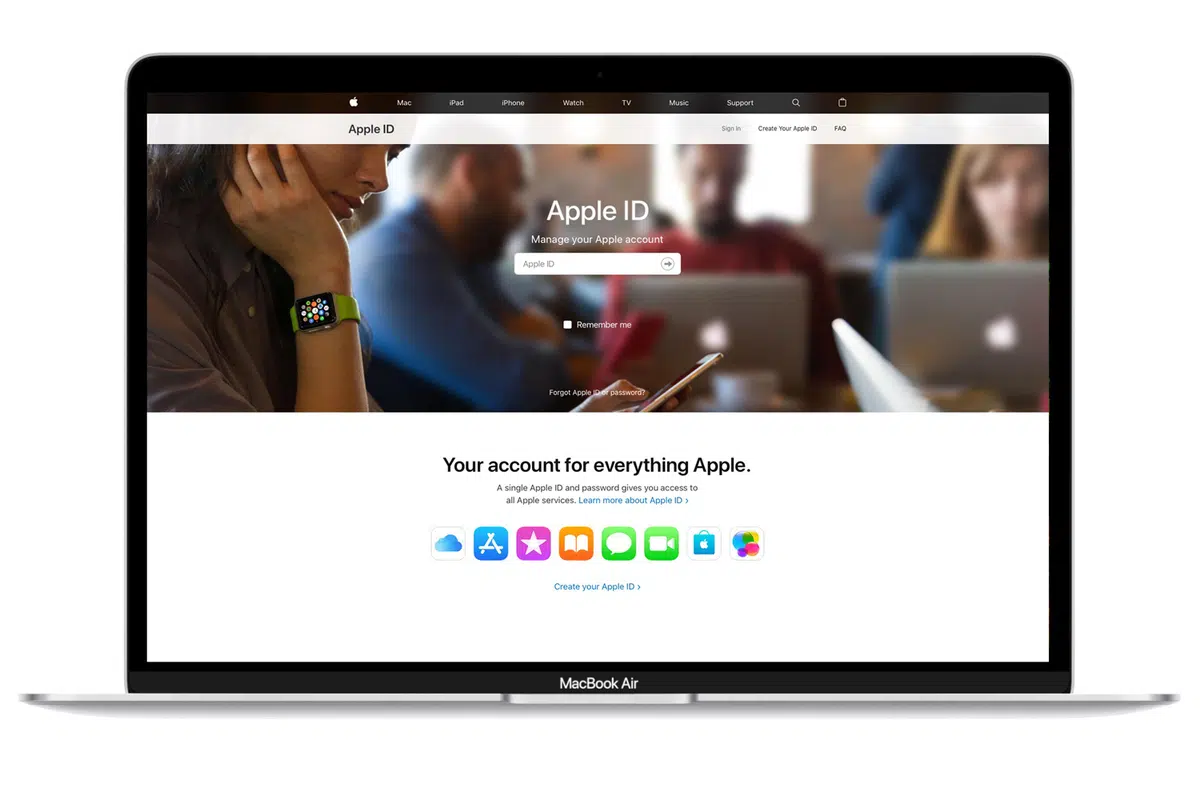 Mac iPad iPhone Watch TV Music Support
Apple ID Sign In Create Your Apple ID FAQ
Apple ID
Manage your Apple account
Apple ID
Remember me
Forgot Apple ID or password?
Your account for everything Apple.
A single Apple ID and password gives you access to
all Apple services. Learn more about Apple ID ›
Create your Apple ID ›
MacBook Air